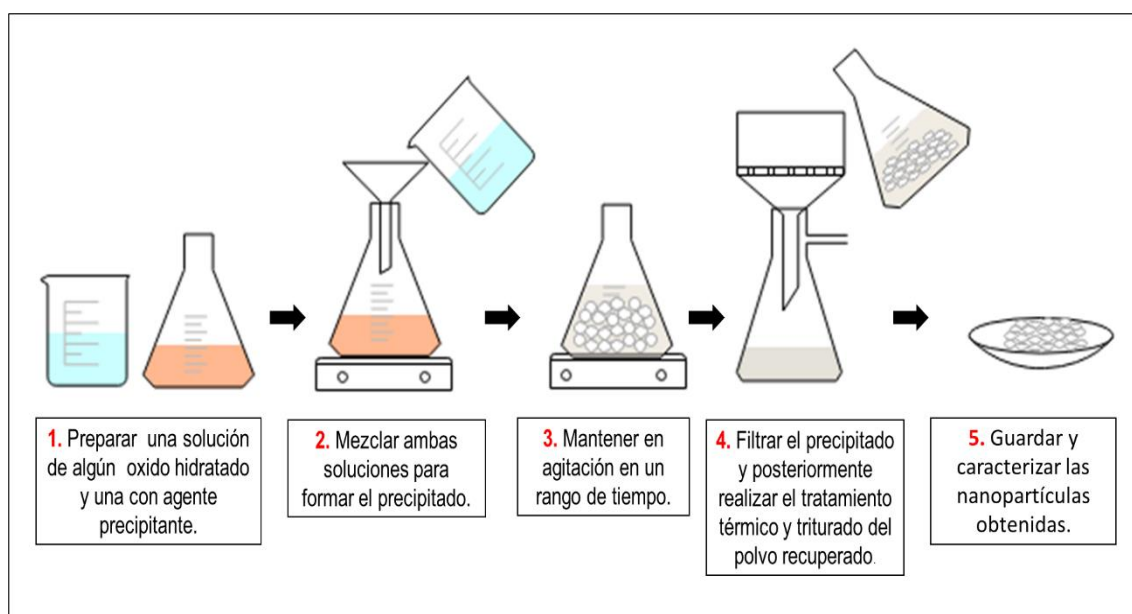 1. Preparar una solución
de algún oxido hidratado
y una con agente
precipitante.
2. Mezclar ambas
soluciones para
formar el precipitado.
3. Mantener en
agitación en un
rango de tiempo.
4. Filtrar el precipitado
y posteriormente
realizar el tratamiento
térmico y triturado del
polvo recuperado.
5. Guardar y
caracterizar las
nanopartículas
obtenidas.